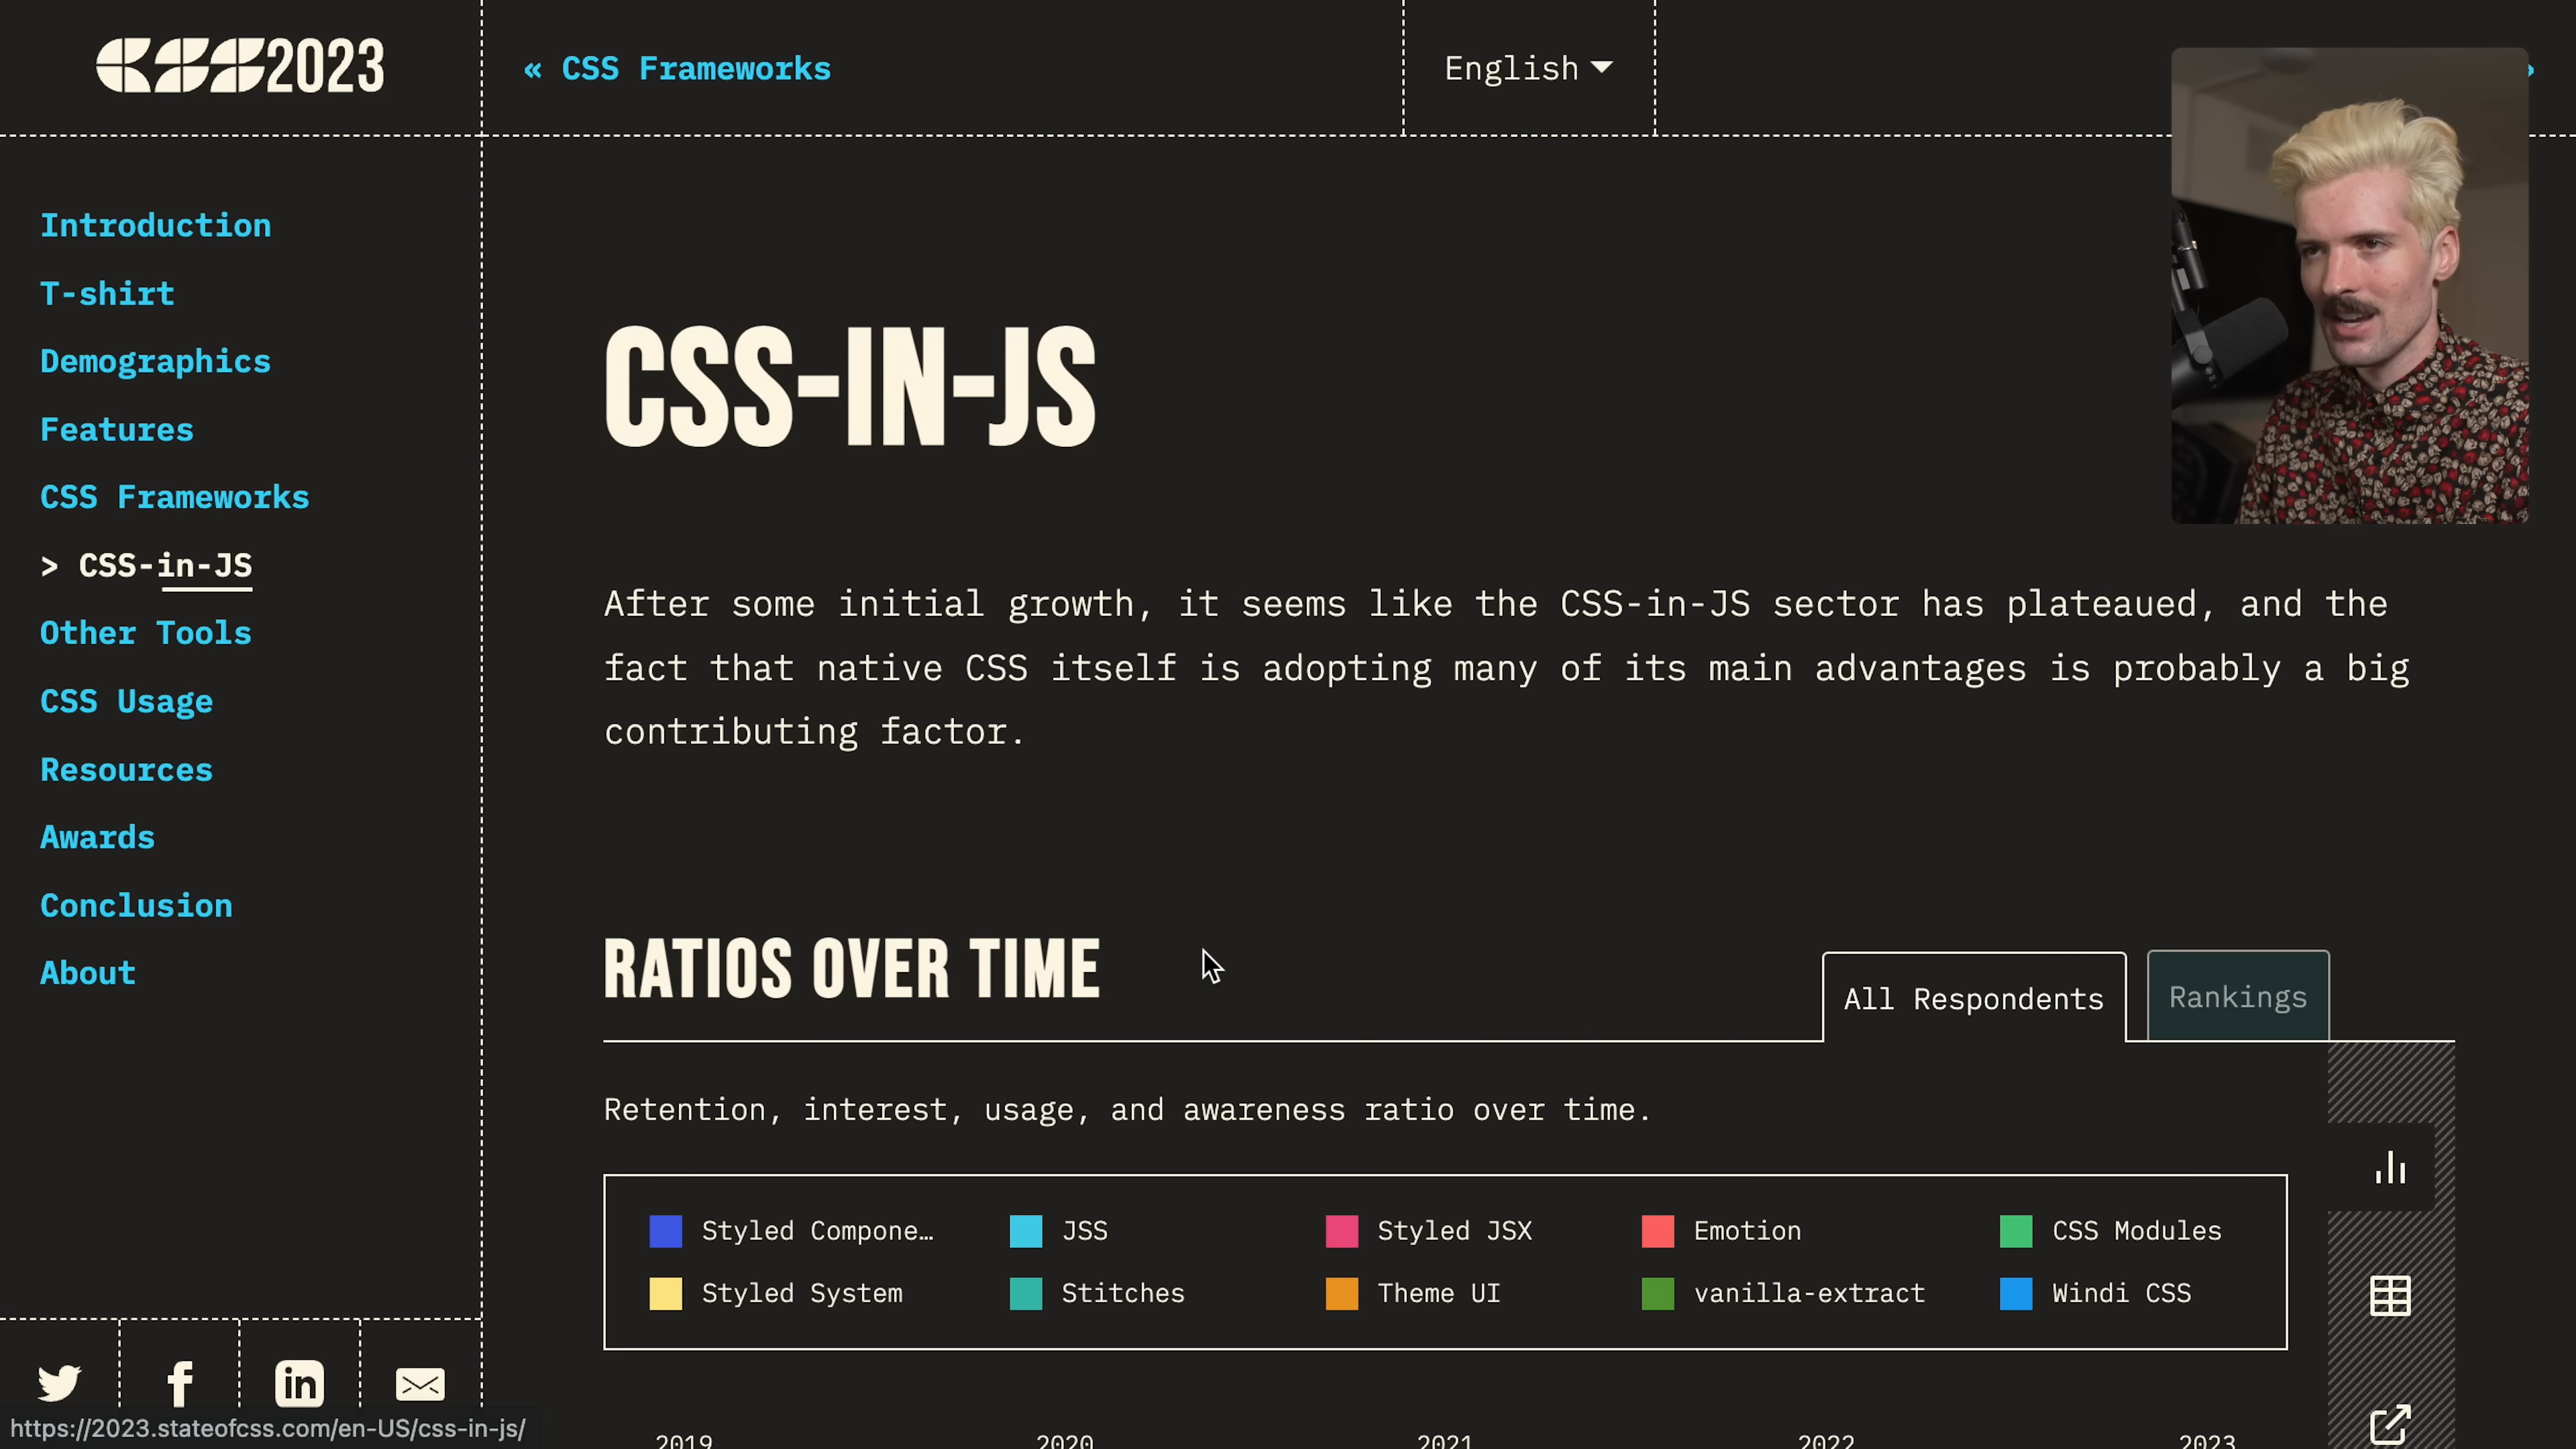 CSS2023
« CSS Frameworks
English
Introduction
T-shirt
Demographics
Features
CSS Frameworks
> CSS-in-JS
Other Tools
CSS Usage
Resources
Awards
Conclusion
About
CSS-IN-JS
After some initial growth, it seems like the CSS-in-JS sector has plateaued, and the
fact that native CSS itself is adopting many of its main advantages is probably a big
contributing factor.
RATIOS OVER TIME
All Respondents
Rankings
Retention, interest, usage, and awareness ratio over time.
Styled Compone…
JSS
Styled JSX
Emotion
CSS Modules
Styled System
Stitches
Theme UI
vanilla-extract
Windi CSS
2019
2020
2021
2022
2023
https://2023.stateofcss.com/en-US/css-in-js/